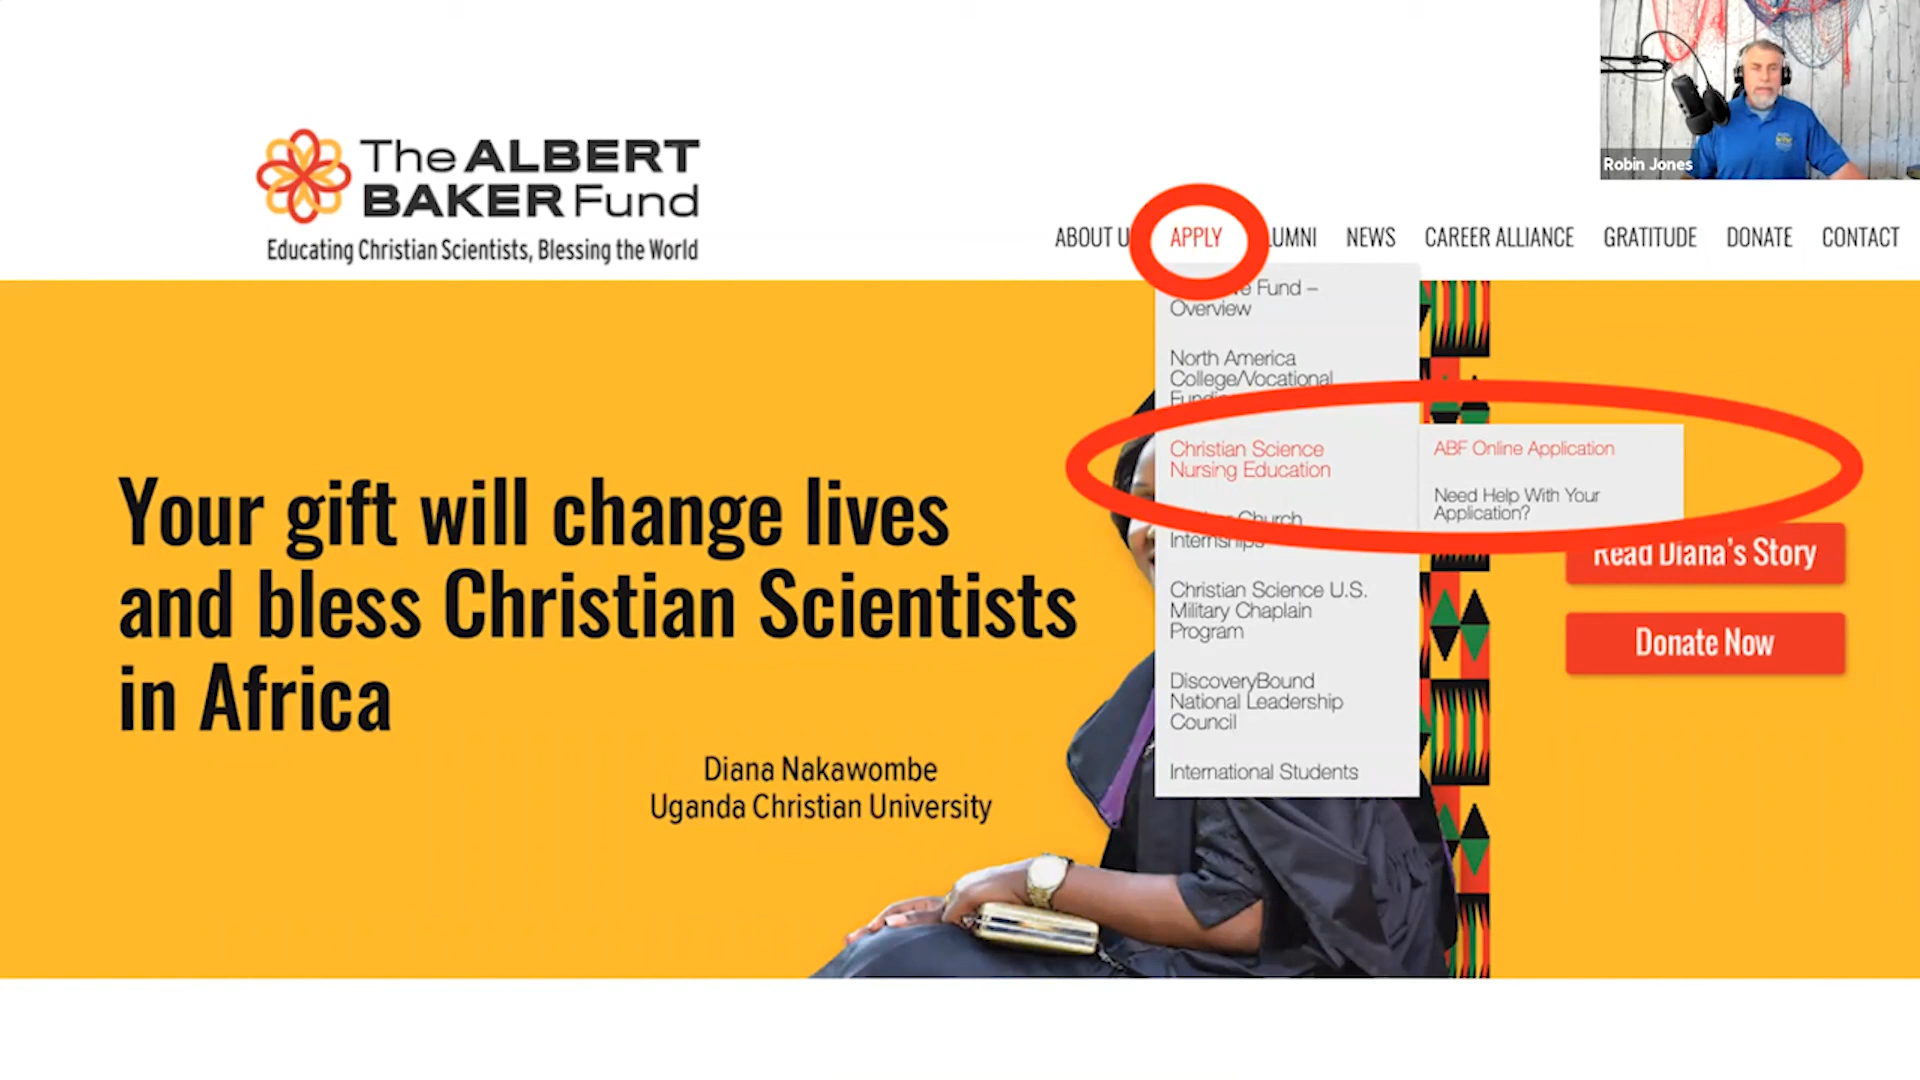 The ALBERT
BAKER Fund
Educating Christian Scientists, Blessing the World
Robin Jones
ABOUT U
APPLY
LUMNI
NEWS
CAREER ALLIANCE
GRATITUDE
DONATE
CONTACT
e Fund –
Overview
North America
College/Vocational
Christian Science
Nursing Education
Church
Internships
Christian Science U.S.
Military Chaplain
Program
DiscoveryBound
National Leadership
Council
International Students
ABF Online Application
Need Help With Your
Application?
Your gift will change lives
and bless Christian Scientists
in Africa
Diana Nakawombe
Uganda Christian University
Read Diana's Story
Donate Now